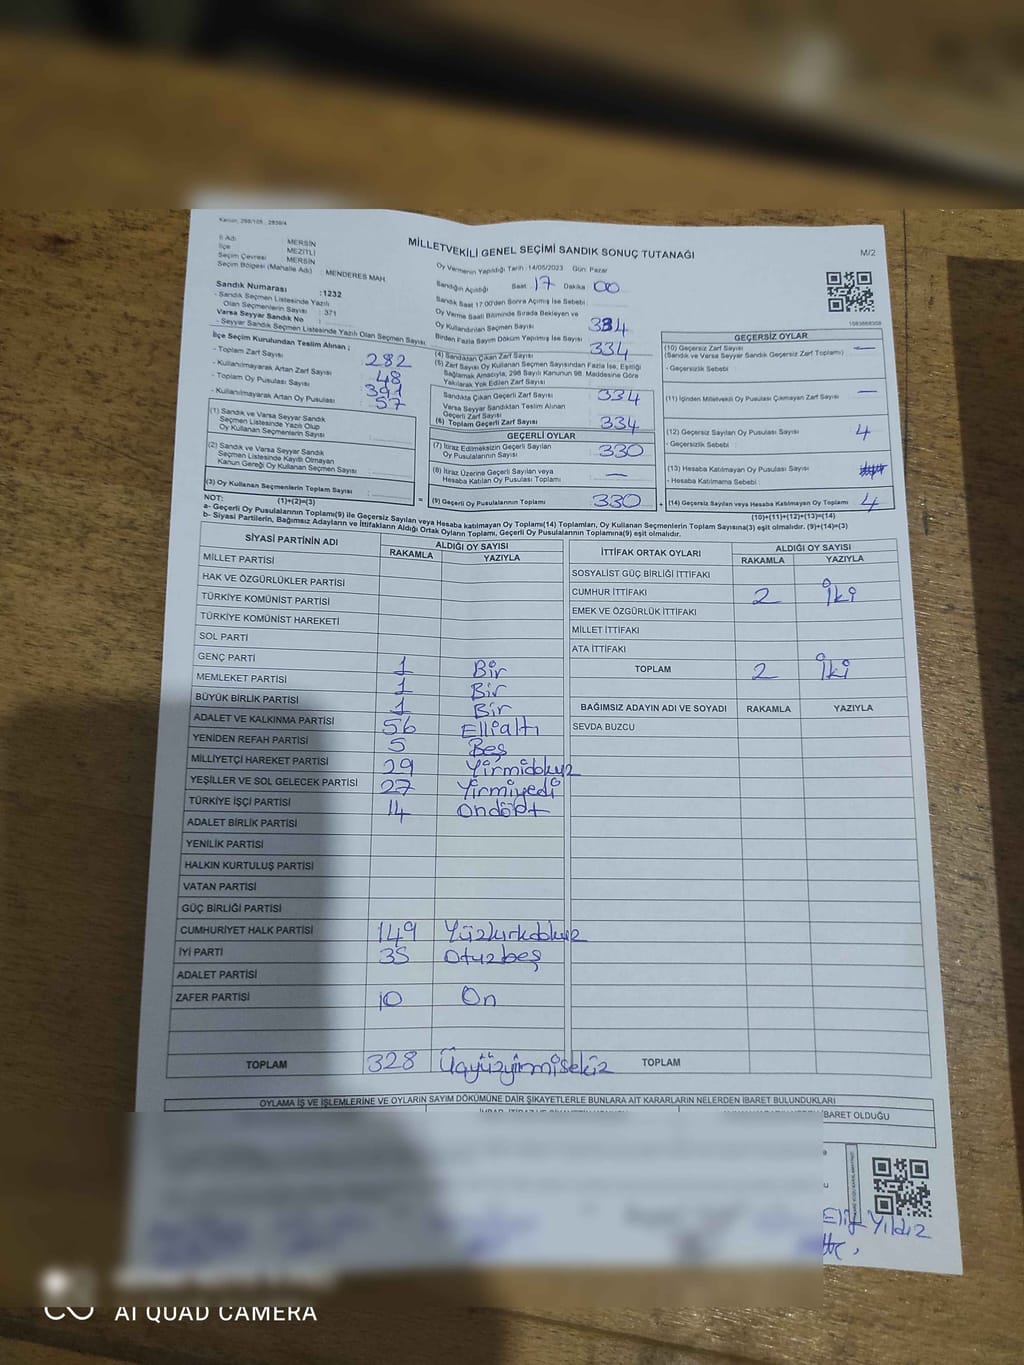 Kanun: 298/105 , 2839/4
MİLLETVEKİLİ GENEL SEÇİMİ SANDIK SONUÇ TUTANAĞI
M/2
İl Adı : MERSİN
İlçe : MEZİTLİ
Seçim Çevresi : MERSİN
Seçim Bölgesi (Mahalle Adı) : MENDERES MAH.
Sandık Numarası : 1232
- Sandık Seçmen Listesinde Yazılı
Olan Seçmenlerin Sayısı : 371
Varsa Seyyar Sandık No :
- Seyyar Sandık Seçmen Listesinde Yazılı Olan Seçmen Sayısı:
Oy Vermenin Yapıldığı Tarih :14/05/2023 Gün: Pazar
Sandığın Açıldığı Saat : 17 Dakika : 00
Sandık Saat 17:00'den Sonra Açılmış İse Sebebi :
Oy Verme Saati Bitiminde Sırada Bekleyen ve
Oy Kullandırılan Seçmen Sayısı : 334
Birden Fazla Sayım Döküm Yapılmış İse Sayısı : 334
İlçe Seçim Kurulundan Teslim Alınan ;
- Toplam Zarf Sayısı : 282
- Kullanılmayarak Artan Zarf Sayısı : 48
- Toplam Oy Pusulası Sayısı : 391
- Kullanılmayarak Artan Oy Pusulası : 57
(1) Sandık ve Varsa Seyyar Sandık
Seçmen Listesinde Yazılı Olup
Oy Kullanan Seçmenlerin Sayısı :
(2) Sandık ve Varsa Seyyar
Sandık Seçmen Listesinde Kayıtlı Olmayan
Kanun Gereği Oy Kullanan Seçmen Sayısı :
(3) Oy Kullanan Seçmenlerin Toplam Sayısı :
(1)+(2)=(3)
(4) Sandıktan Çıkan Zarf Sayısı
(5) Zarf Sayısı Oy Kullanan Seçmen Sayısından Fazla İse, Eşitliği
Sağlamak Amacıyla, 298 Sayılı Kanunun 98. Maddesine Göre
Yakılarak Yok Edilen Zarf Sayısı :
Sandıkta Çıkan Geçerli Zarf Sayısı : 334
Varsa Seyyar Sandıktan Teslim Alınan
Geçerli Zarf Sayısı :
(6) Toplam Geçerli Zarf Sayısı : 334
GEÇERLİ OYLAR
(7) İtiraz Edilmeksizin Geçerli Sayılan
Oy Pusulalarının Sayısı : 330
(8) İtiraz Üzerine Geçerli Sayılan veya
Hesaba Katılan Oy Pusulası Toplamı : —
= (9) Geçerli Oy Pusulalarının Toplamı 330
1083668308
GEÇERSİZ OYLAR
(10) Geçersiz Zarf Sayısı : —
(Sandık ve Varsa Seyyar Sandık Geçersiz Zarf Toplamı)
- Geçersizlik Sebebi :
(11) İçinden Milletvekili Oy Pusulası Çıkmayan Zarf Sayısı —
(12) Geçersiz Sayılan Oy Pusulası Sayısı : 4
- Geçersizlik Sebebi :
(13) Hesaba Katılmayan Oy Pusulası Sayısı
- Hesaba Katılmama Sebebi :
+ (14) Geçersiz Sayılan veya Hesaba Katılmayan Oy Toplamı : 4
(10)+(11)+(12)+(13)=(14)
NOT:
a- Geçerli Oy Pusulalarının Toplamı(9) ile Geçersiz Sayılan veya Hesaba katılmayan Oy Toplamı(14) Toplamları, Oy Kullanan Seçmenlerin Toplam Sayısına(3) eşit olmalıdır. (9)+(14)=(3)
b- Siyasi Partilerin, Bağımsız Adayların ve İttifakların Aldığı Ortak Oyların Toplamı, Geçerli Oy Pusulalarının Toplamına(9) eşit olmalıdır.
SİYASİ PARTİNİN ADI ALDIĞI OY SAYISI
RAKAMLA YAZIYLA
MİLLET PARTİSİ
HAK VE ÖZGÜRLÜKLER PARTİSİ
TÜRKİYE KOMÜNİST PARTİSİ
TÜRKİYE KOMÜNİST HAREKETİ
SOL PARTİ
GENÇ PARTİ 1 Bir
MEMLEKET PARTİSİ 1 Bir
BÜYÜK BİRLİK PARTİSİ 1 Bir
ADALET VE KALKINMA PARTİSİ 56 Ellialtı
YENİDEN REFAH PARTİSİ 5 Beş
MİLLİYETÇİ HAREKET PARTİSİ 29 Yirmidokuz
YEŞİLLER VE SOL GELECEK PARTİSİ 27 Yirmiyedi
TÜRKİYE İŞÇİ PARTİSİ 14 Ondört
ADALET BİRLİK PARTİSİ
YENİLİK PARTİSİ
HALKIN KURTULUŞ PARTİSİ
VATAN PARTİSİ
GÜÇ BİRLİĞİ PARTİSİ
CUMHURİYET HALK PARTİSİ 149 Yüzkırkdokuz
İYİ PARTİ 35 Otuzbeş
ADALET PARTİSİ
ZAFER PARTİSİ 10 On
TOPLAM 328 Üçyüzyirmisekiz
İTTİFAK ORTAK OYLARI ALDIĞI OY SAYISI
RAKAMLA YAZIYLA
SOSYALİST GÜÇ BİRLİĞİ İTTİFAKI
CUMHUR İTTİFAKI 2 İki
EMEK VE ÖZGÜRLÜK İTTİFAKI
MİLLET İTTİFAKI
ATA İTTİFAKI
TOPLAM 2 İki
BAĞIMSIZ ADAYIN ADI VE SOYADI RAKAMLA YAZIYLA
SEVDA BUZCU
TOPLAM
OYLAMA İŞ VE İŞLEMLERİNE VE OYLARIN SAYIM DÖKÜMÜNE DAİR ŞİKAYETLERLE BUNLARA AİT KARARLARIN NELERDEN İBARET BULUNDUKLARI
İBARET OLDUĞU
Elif Yıldız
AI QUAD CAMERA